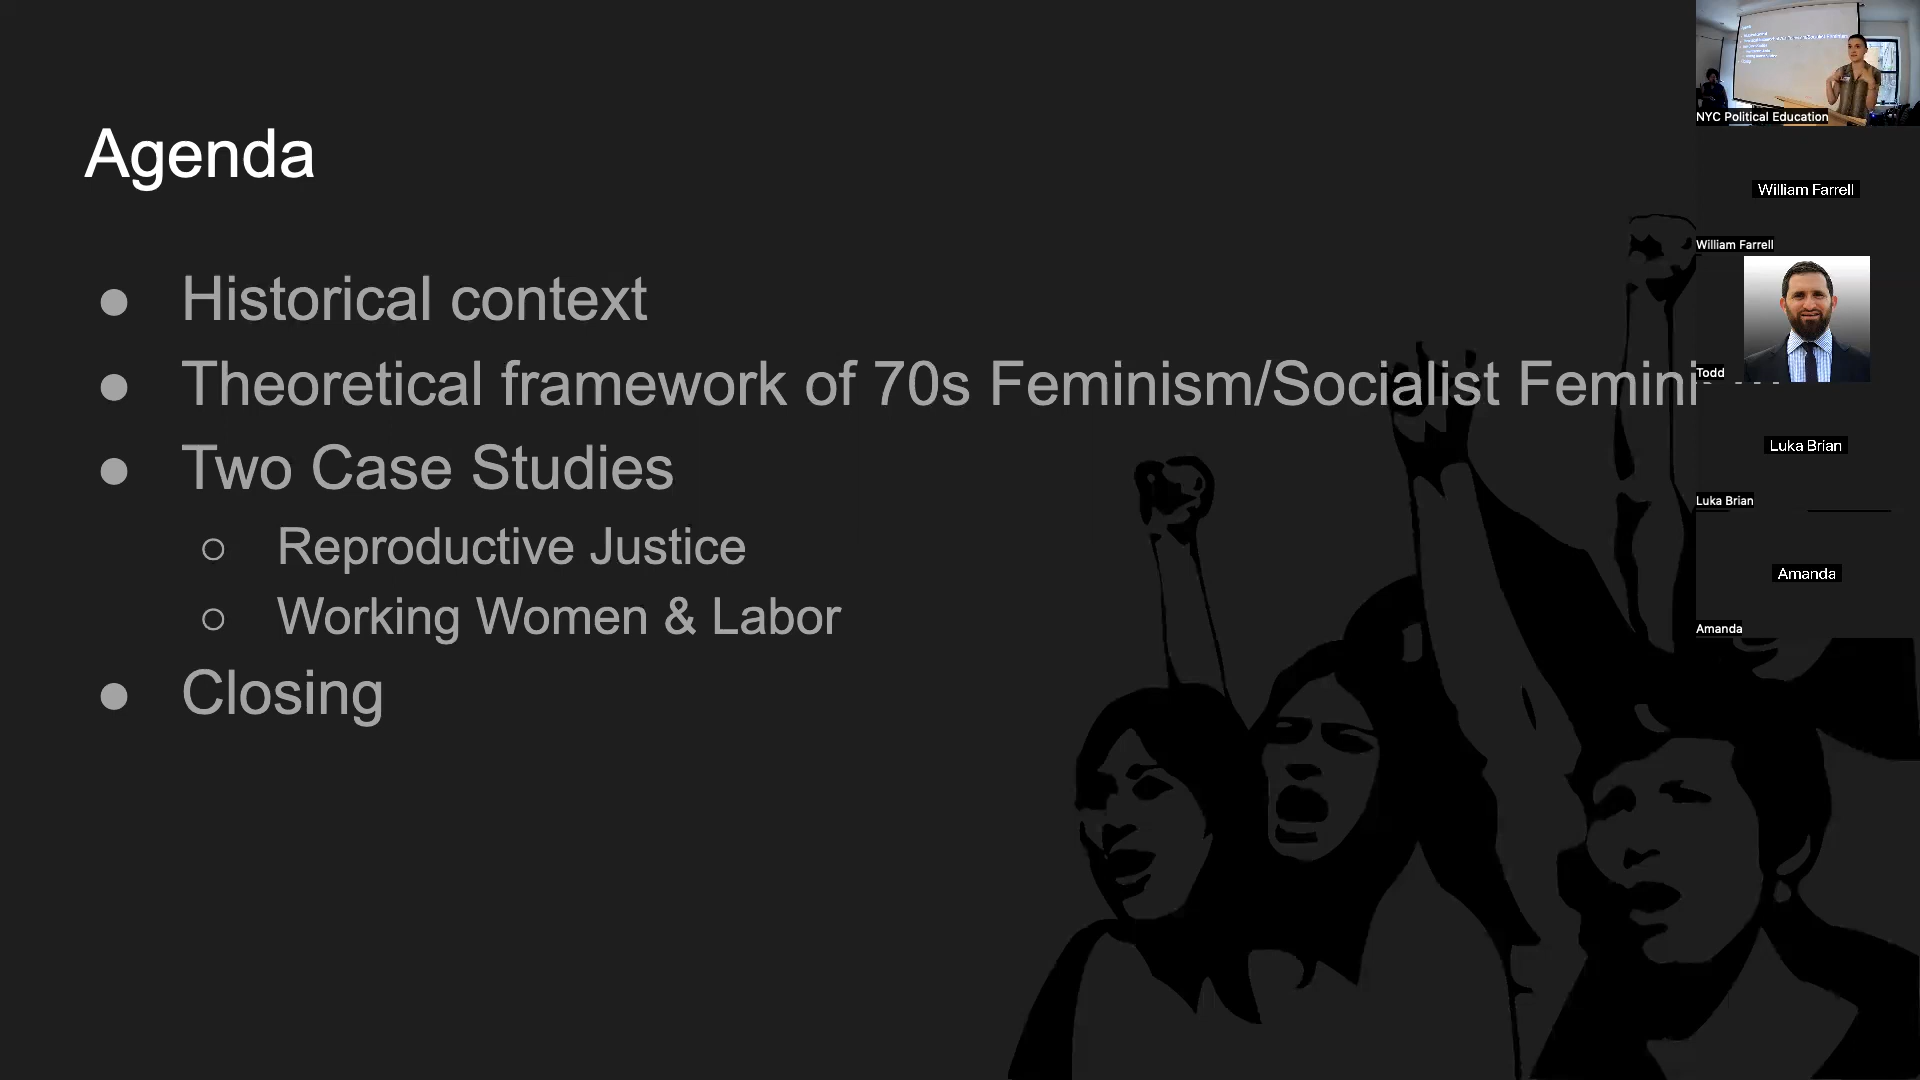 Agenda
● Historical context
● Theoretical framework of 70s Feminism/Socialist Femini
● Two Case Studies
○ Reproductive Justice
○ Working Women & Labor
● Closing
NYC Political Education
William Farrell
William Farrell
Todd
Luka Brian
Luka Brian
Amanda
Amanda